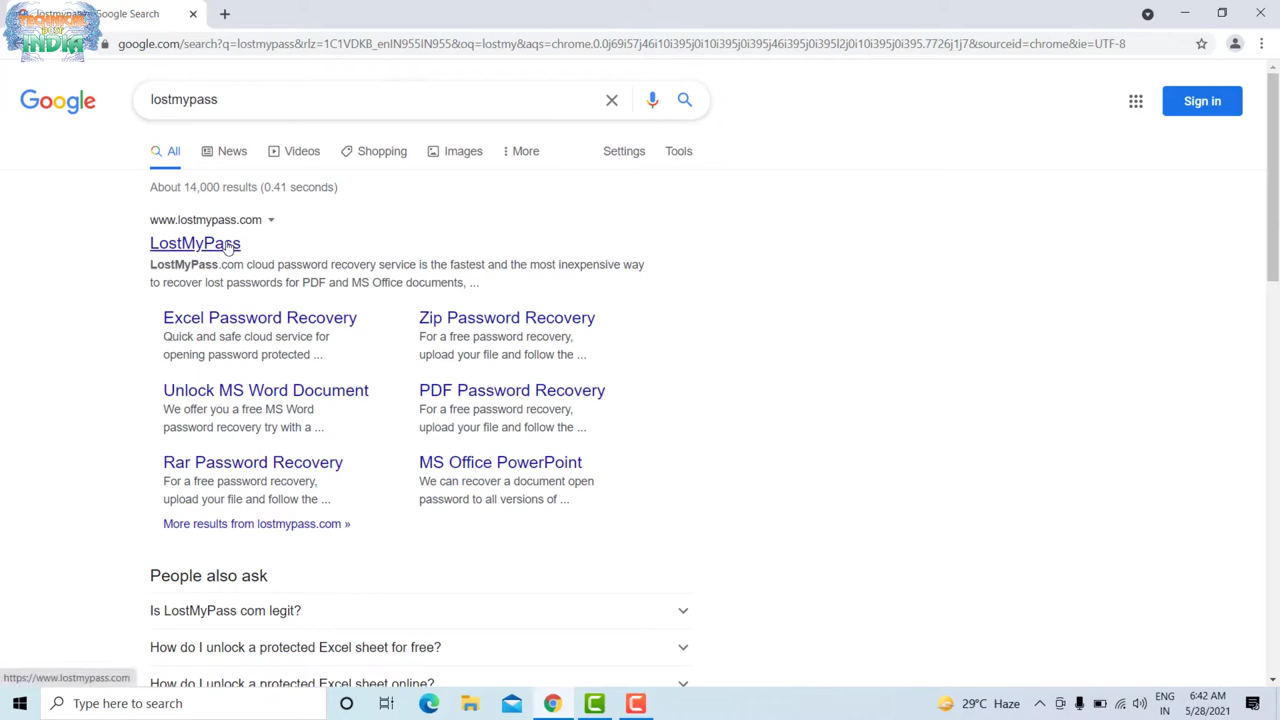 lostmypass - Google Search
TECHNICAL
POST
INDIA
google.com/search?q=lostmypass&rlz=1C1VDKB_enIN955IN955&oq=lostmp&aqs=chrome.0.0j69i57j46i10i395j0i10i395j0i10i395j46i395j0i10i395l2j0i10i395.7726j1j7&sourceid=chrome&ie=UTF-8
Google
lostmypass
Sign in
All
News
Videos
Shopping
Images
More
Settings
Tools
About 14,000 results (0.41 seconds)
www.lostmypass.com
LostMyPass
LostMyPass.com cloud password recovery service is the fastest and the most inexpensive way
to recover lost passwords for PDF and MS Office documents, ...
Excel Password Recovery
Quick and safe cloud service for
opening password protected ...
Zip Password Recovery
For a free password recovery,
upload your file and follow the ...
Unlock MS Word Document
We offer you a free MS Word
password recovery try with a ...
PDF Password Recovery
For a free password recovery,
upload your file and follow the ...
Rar Password Recovery
For a free password recovery,
upload your file and follow the ...
MS Office PowerPoint
We can recover a document open
password to all versions of ...
More results from lostmypass.com »
People also ask
Is LostMyPass com legit?
How do I unlock a protected Excel sheet for free?
How do I unlock a protected Excel sheet online?
https://www.lostmypass.com
Type here to search
29°C Haze
ENG
IN
6:42 AM
5/28/2021